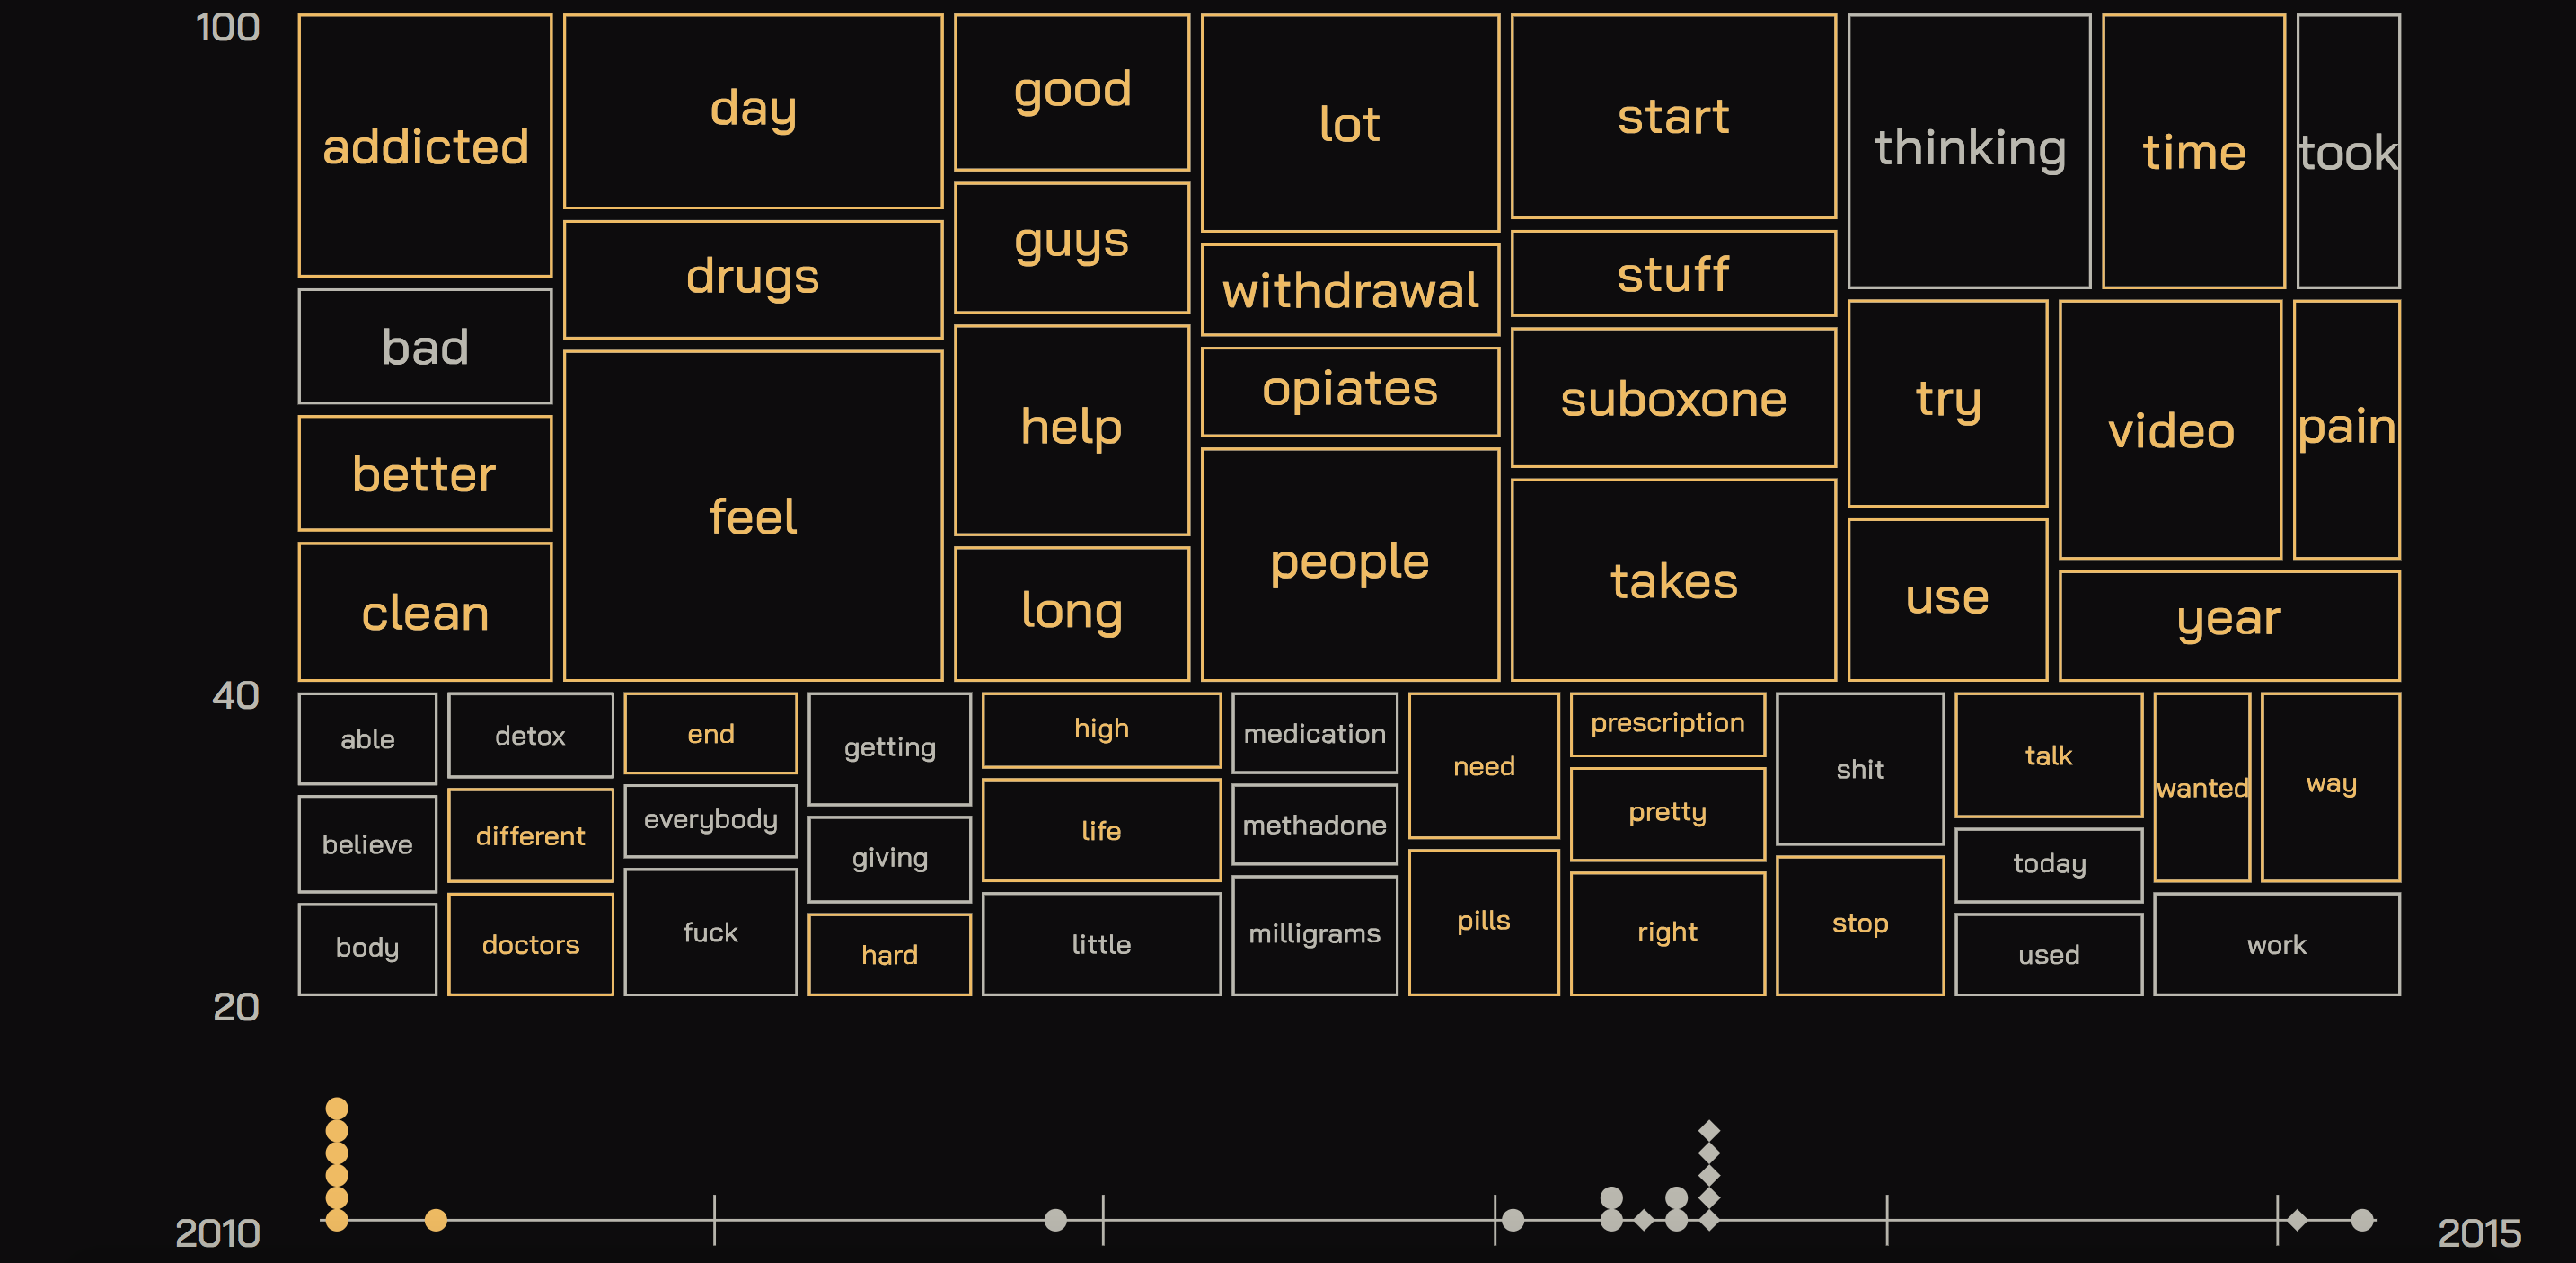 100
addicted
day
good
lot
start
thinking
time
took
guys
drugs
withdrawal
stuff
bad
opiates
suboxone
try
video
pain
better
feel
help
people
takes
use
year
clean
long
40
able
detox
end
getting
high
medication
need
prescription
shit
talk
wanted
way
believe
different
everybody
giving
life
methadone
pretty
today
body
doctors
fuck
hard
little
milligrams
pills
right
stop
used
work
20
2010
2015